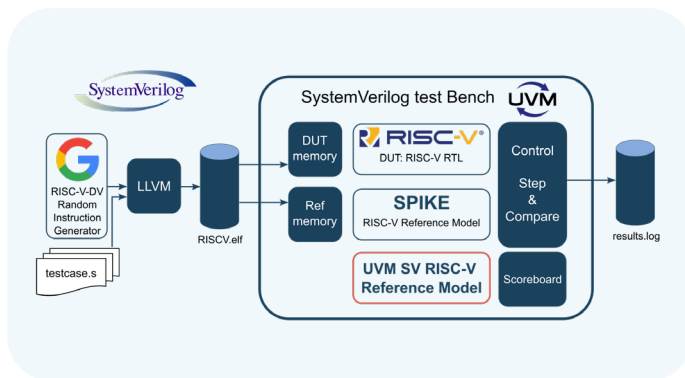 SystemVerilog
SystemVerilog test Bench
UVM
RISC-V-DV
Random
Instruction
Generator
testcase.s
LLVM
RISCV.elf
DUT
memory
Ref
memory
RISC-V®
DUT: RISC-V RTL
SPIKE
RISC-V Reference Model
UVM SV RISC-V
Reference Model
Control
Step
&
Compare
Scoreboard
results.log